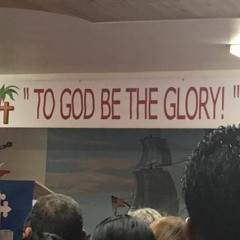 " TO GOD BE THE GLORY! "